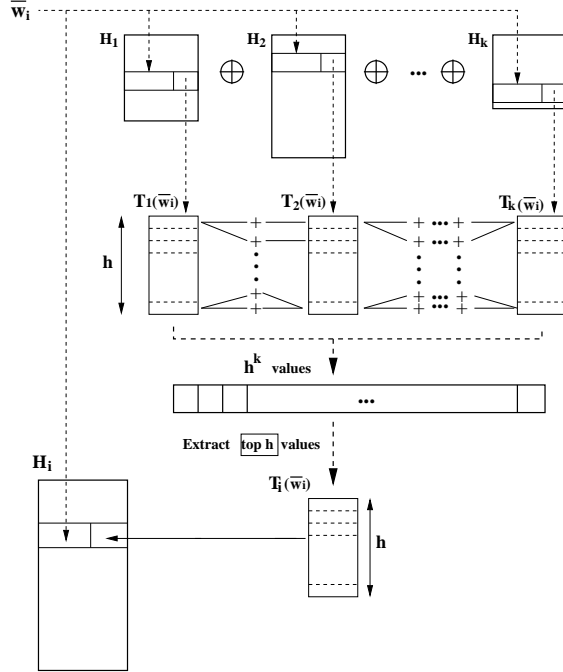 w̅i
H1 H2 Hk
⊕ ⊕ ... ⊕
T1(w̅i) T2(w̅i) Tk(w̅i)
+ + ... +
+ + ... +
h
+ + ... +
+ + ... +
h^k values
...
Extract top h values
Hi Ti(w̅i)
h